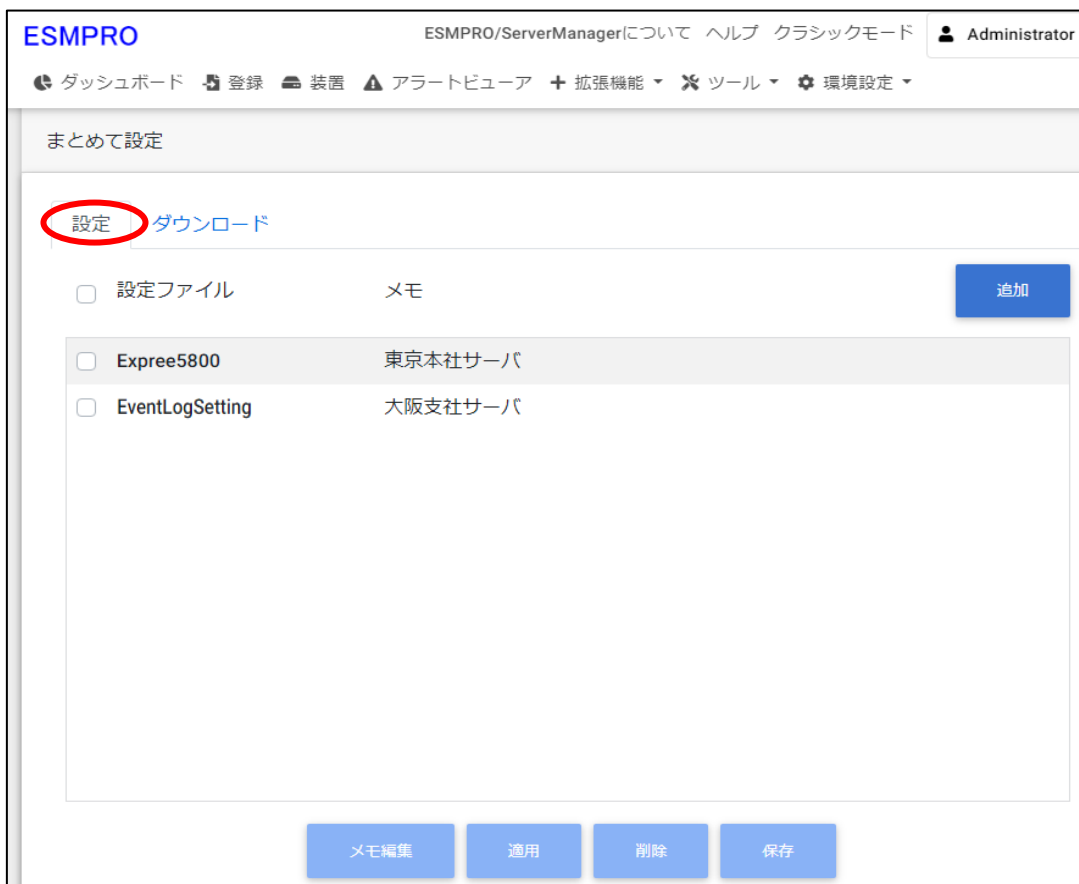 ESMPRO ESMPRO/ServerManagerについて ヘルプ クラシックモード Administrator
ダッシュボード 登録 装置 アラートビューア 拡張機能 ツール 環境設定
まとめて設定
設定 ダウンロード
設定ファイル メモ 追加
Expree5800 東京本社サーバ
EventLogSetting 大阪支社サーバ
メモ編集 適用 削除 保存